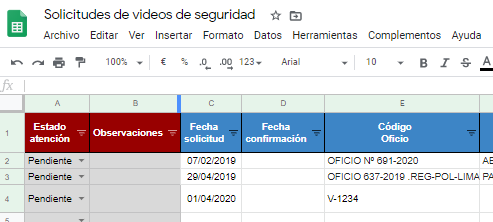 Solicitudes de videos de seguridad
Archivo Editar Ver Insertar Formato Datos Herramientas Complementos Ayuda
100% € % .0 .00 123 Arial 10 B I S A
fx
A B C D E
1 Estado atención Observaciones Fecha solicitud Fecha confirmación Código Oficio
2 Pendiente 07/02/2019 OFICIO Nº 691-2020
3 Pendiente 29/04/2019 OFICIO 637-2019 .REG-POL-LIMA PA
4 Pendiente 01/04/2020 V-1234